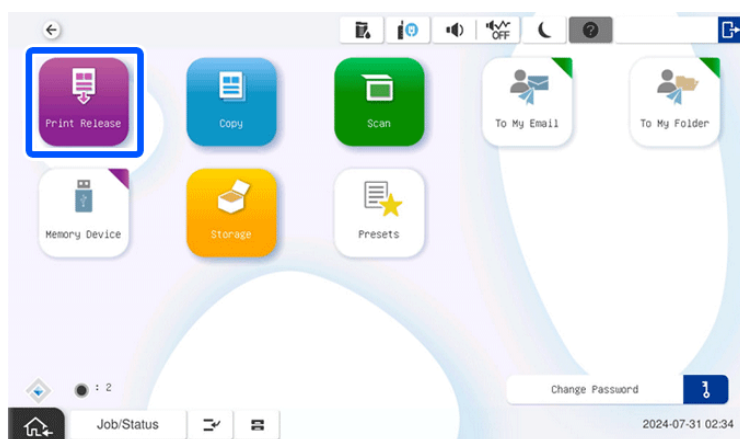 OFF
?
Print Release
Copy
Scan
To My Email
To My Folder
Memory Device
Storage
Presets
: 2
Change Password
Job/Status
2024-07-31 02:34